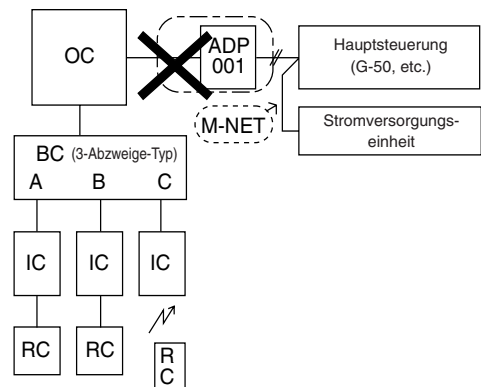 OC
ADP
001
Hauptsteuerung
(G-50, etc.)
M-NET
Stromversorgungs-
einheit
BC (3-Abzweige-Typ)
A B C
IC IC IC
RC RC R
C